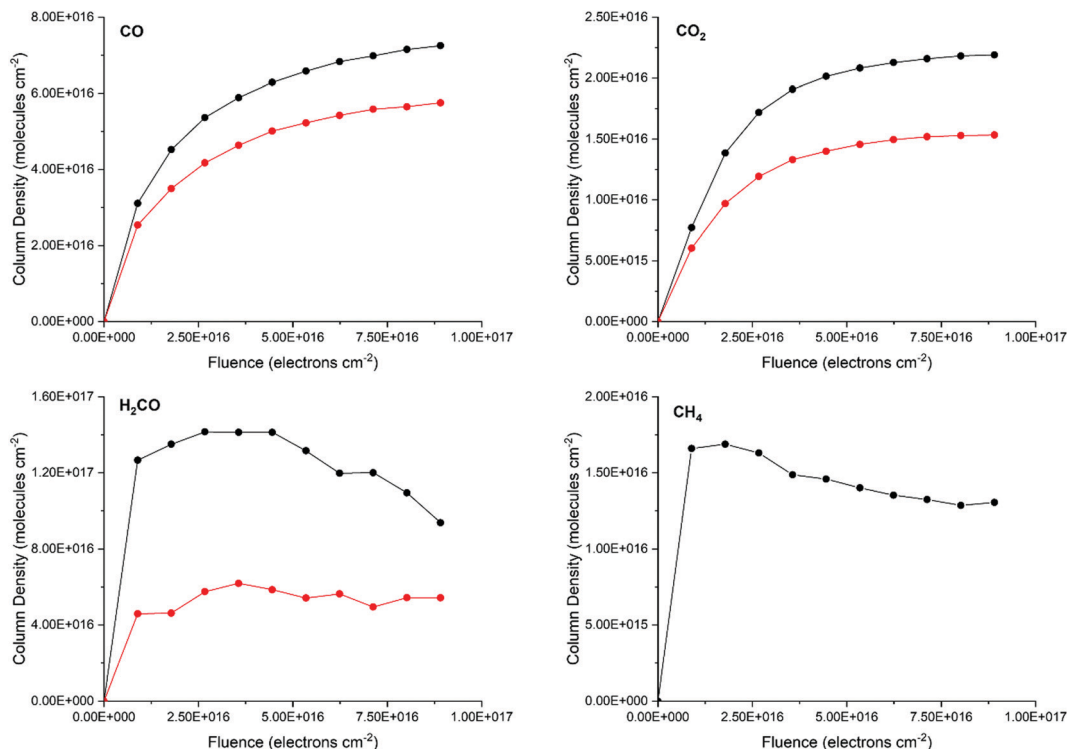 CO
8.00E+016
6.00E+016
4.00E+016
2.00E+016
0.00E+000
Column Density (molecules cm-2)
0.00E+000 2.50E+016 5.00E+016 7.50E+016 1.00E+017
Fluence (electrons cm-2)
CO2
2.50E+016
2.00E+016
1.50E+016
1.00E+016
5.00E+015
0.00E+000
Column Density (molecules cm-2)
0.00E+000 2.50E+016 5.00E+016 7.50E+016 1.00E+017
Fluence (electrons cm-2)
H2CO
1.60E+017
1.20E+017
8.00E+016
4.00E+016
0.00E+000
Column Density (molecules cm-2)
0.00E+000 2.50E+016 5.00E+016 7.50E+016 1.00E+017
Fluence (electrons cm-2)
CH4
2.00E+016
1.50E+016
1.00E+016
5.00E+015
0.00E+000
Column Density (molecules cm-2)
0.00E+000 2.50E+016 5.00E+016 7.50E+016 1.00E+017
Fluence (electrons cm-2)